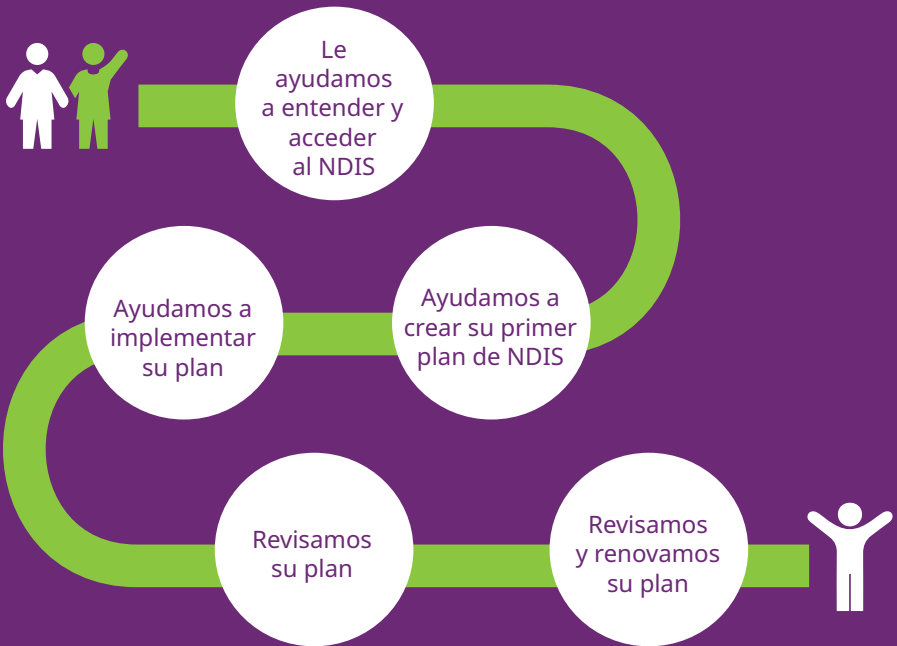 Le
ayudamos
a entender y
acceder
al NDIS
Ayudamos a
crear su primer
plan de NDIS
Ayudamos a
implementar
su plan
Revisamos
su plan
Revisamos
y renovamos
su plan